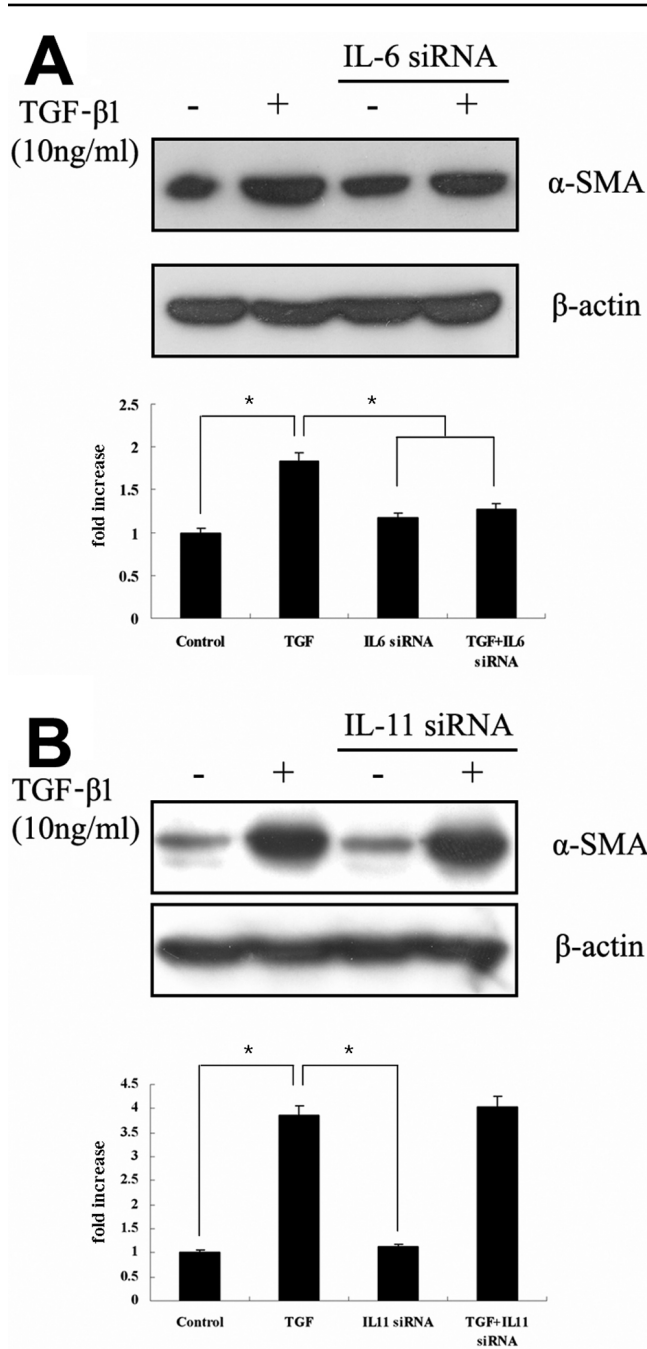 A
IL-6 siRNA
TGF-β1 - + - +
(10ng/ml)
α-SMA
β-actin
2.5
2
1.5
1
0.5
0
fold increase
* *
Control TGF IL6 siRNA TGF+IL6
siRNA
B
IL-11 siRNA
- + - +
TGF-β1
(10ng/ml)
α-SMA
β-actin
4.5
4
3.5
3
2.5
2
1.5
1
0.5
0
fold increase
* *
Control TGF IL11 siRNA TGF+IL11
siRNA